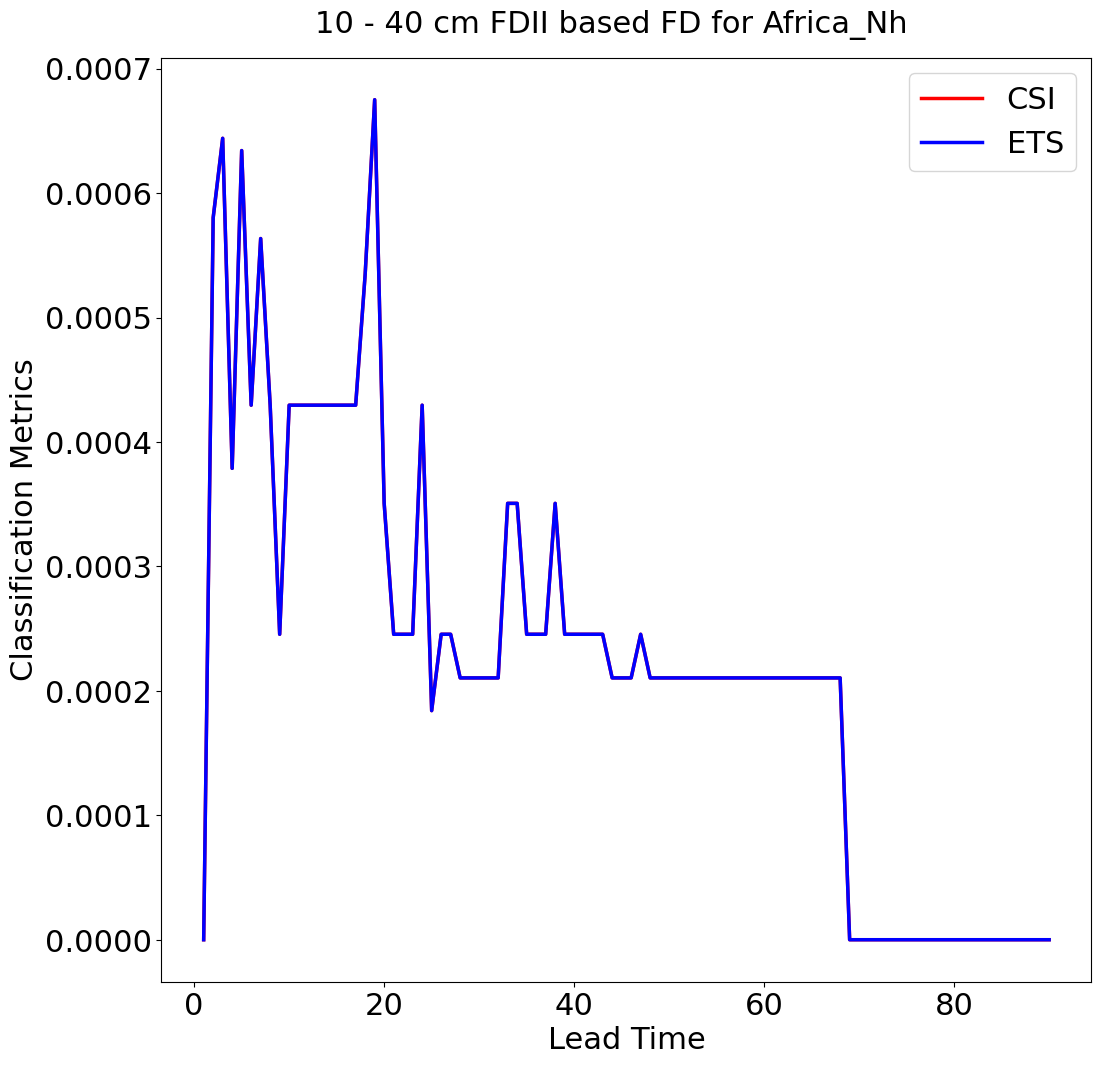 10 - 40 cm FDII based FD for Africa_Nh
CSI
ETS
Classification Metrics
0.0007
0.0006
0.0005
0.0004
0.0003
0.0002
0.0001
0.0000
0
20
40
60
80
Lead Time